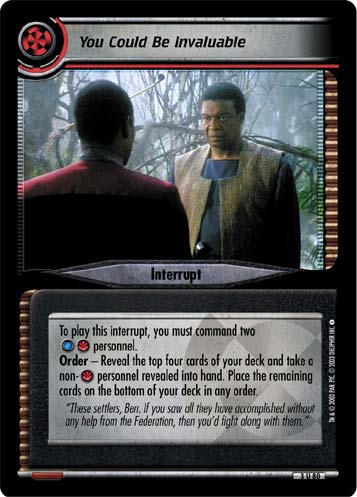 You Could Be Invaluable
Interrupt
To play this interrupt, you must command two
personnel.
Order – Reveal the top four cards of your deck and take a
non- personnel revealed into hand. Place the remaining
cards on the bottom of your deck in any order.
"These settlers, Ben. if you saw all they have accomplished without
any help from the Federation, then you'd fight along with them."
TM & © 2003 PAR. PIC. © 2003 DECIPHER INC.
3 U 80